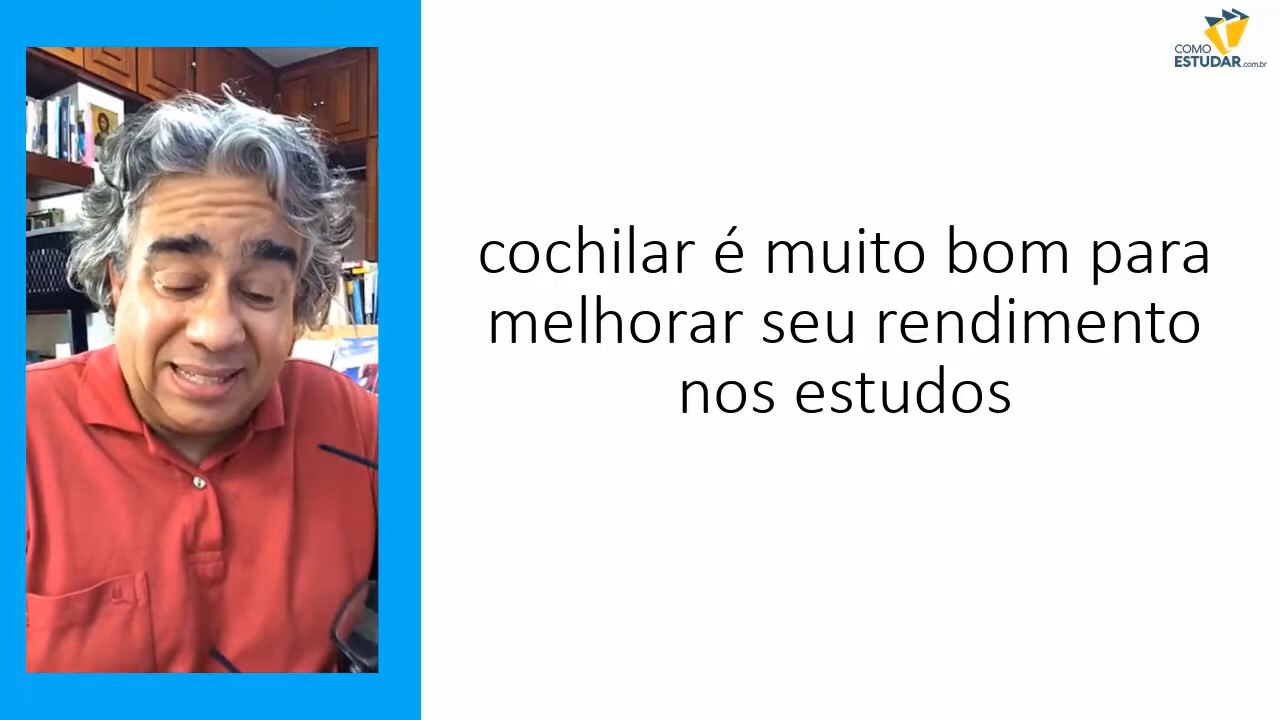 COMO
ESTUDAR.com.br
cochilar é muito bom para
melhorar seu rendimento
nos estudos